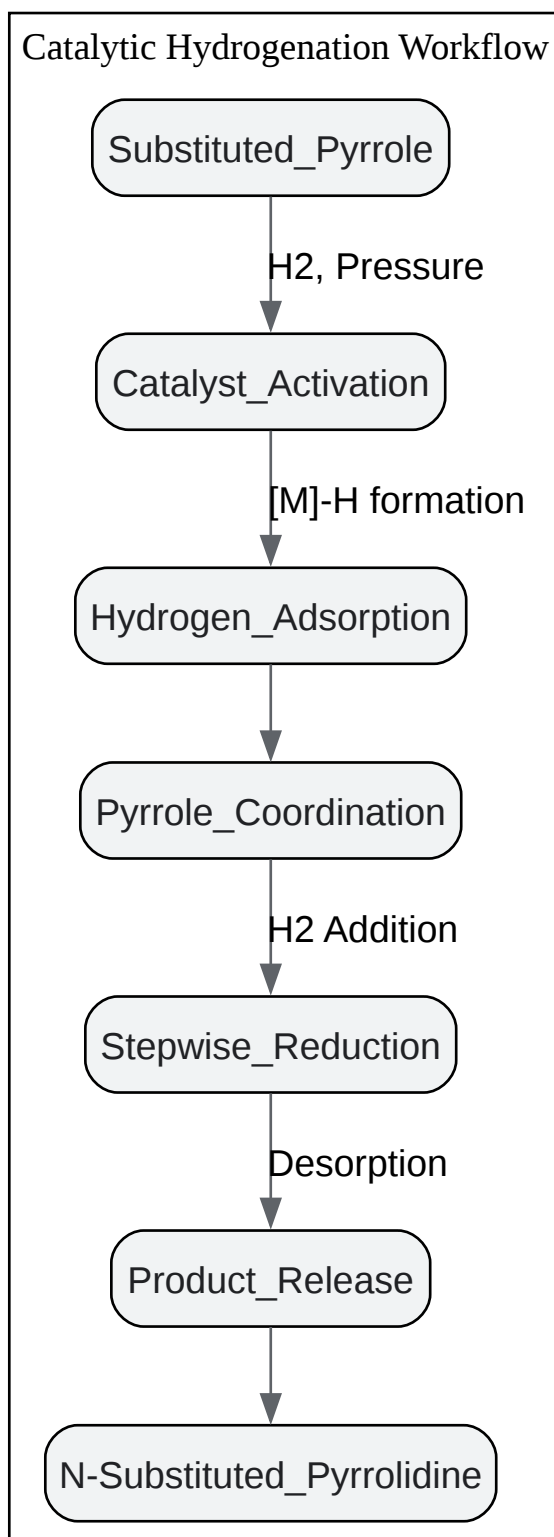 Catalytic Hydrogenation Workflow
Substituted_Pyrrole
H2, Pressure
Catalyst_Activation
[M]-H formation
Hydrogen_Adsorption
Pyrrole_Coordination
H2 Addition
Stepwise_Reduction
Desorption
Product_Release
N-Substituted_Pyrrolidine